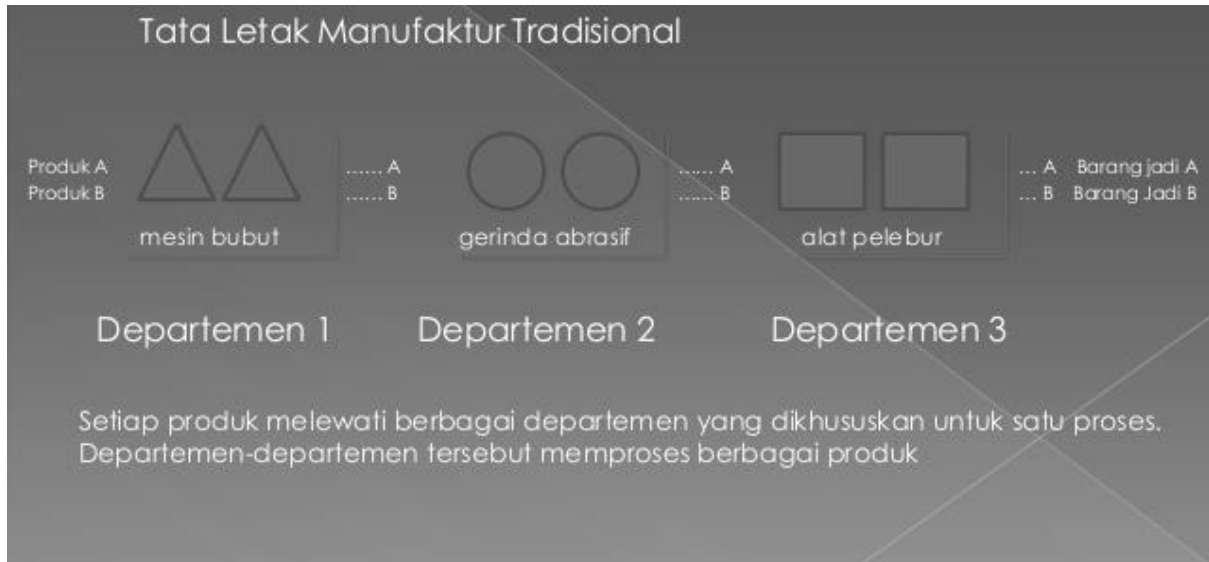 Tata Letak Manufaktur Tradisional
Produk A
Produk B
...... A
...... B
...... A
...... B
... A Barang jadi A
... B Barang Jadi B
mesin bubut
gerinda abrasif
alat pelebur
Departemen 1
Departemen 2
Departemen 3
Setiap produk melewati berbagai departemen yang dikhususkan untuk satu proses.
Departemen-departemen tersebut memproses berbagai produk